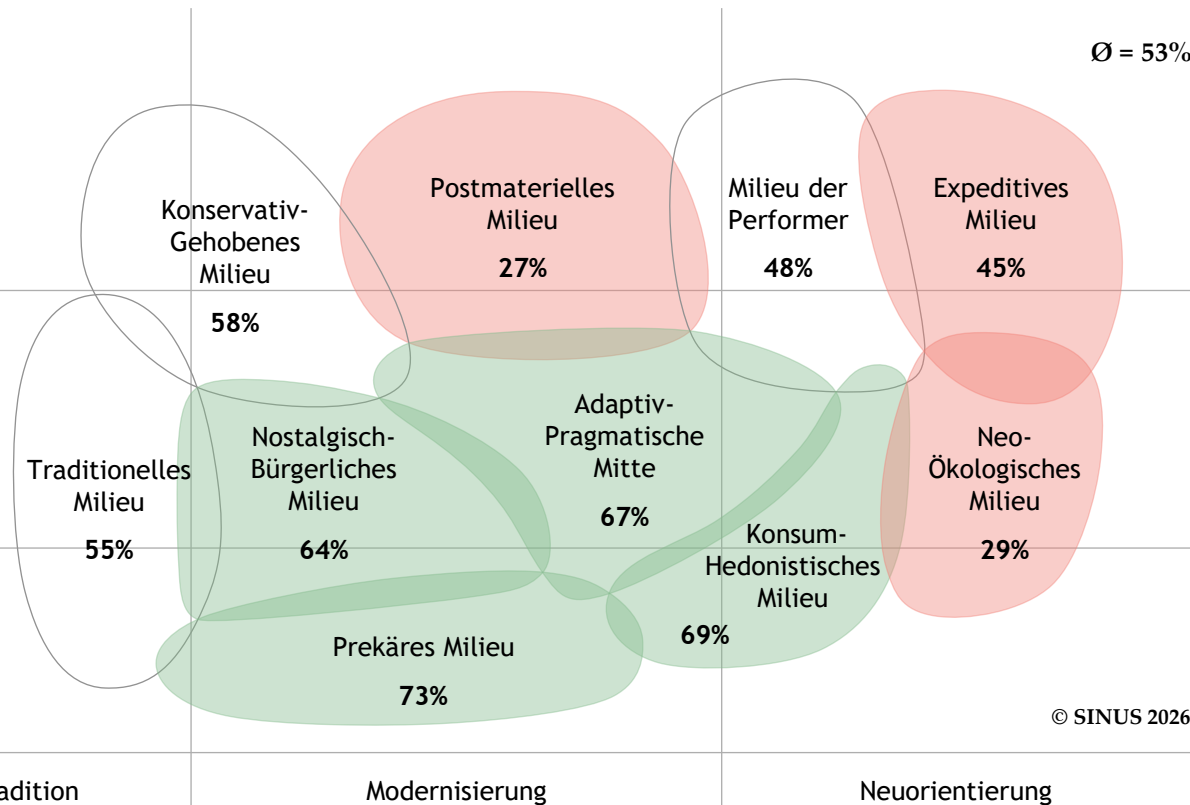 Ø = 53%
Konservativ-
Gehobenes
Milieu
58%
Postmaterielles
Milieu
27%
Milieu der
Performer
48%
Expeditives
Milieu
45%
Traditionelles
Milieu
55%
Nostalgisch-
Bürgerliches
Milieu
64%
Adaptiv-
Pragmatische
Mitte
67%
Konsum-
Hedonistisches
Milieu
69%
Neo-
Ökologisches
Milieu
29%
Prekäres Milieu
73%
© SINUS 2026
adition
Modernisierung
Neuorientierung